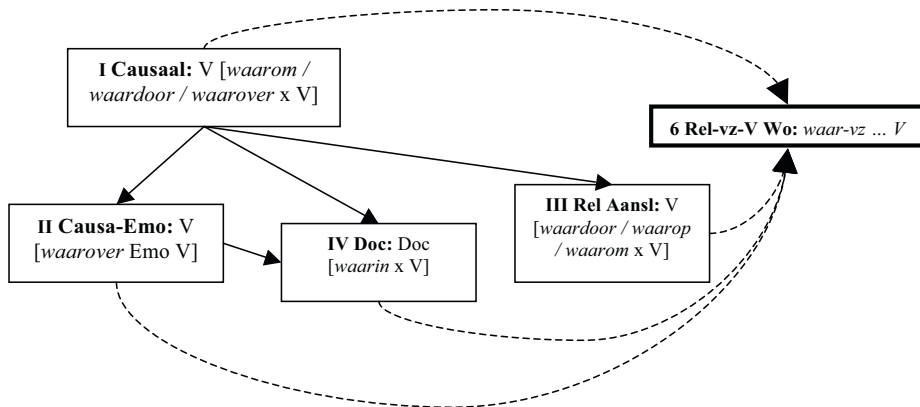 I Causaal: V [waarom /
waardoor / waarover x V]
6 Rel-vz-V Wo: waar-vz ... V
II Causa-Emo: V
[waarover Emo V]
IV Doc: Doc
[waarin x V]
III Rel Aansl: V
[waardoor / waarop
/ waarom x V]